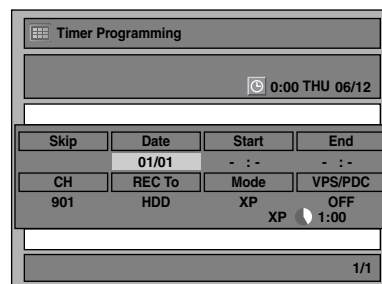 Timer Programming
0:00 THU 06/12
Skip Date Start End
01/01 - : - - : -
CH REC To Mode VPS/PDC
901 HDD XP OFF
XP 1:00
1/1